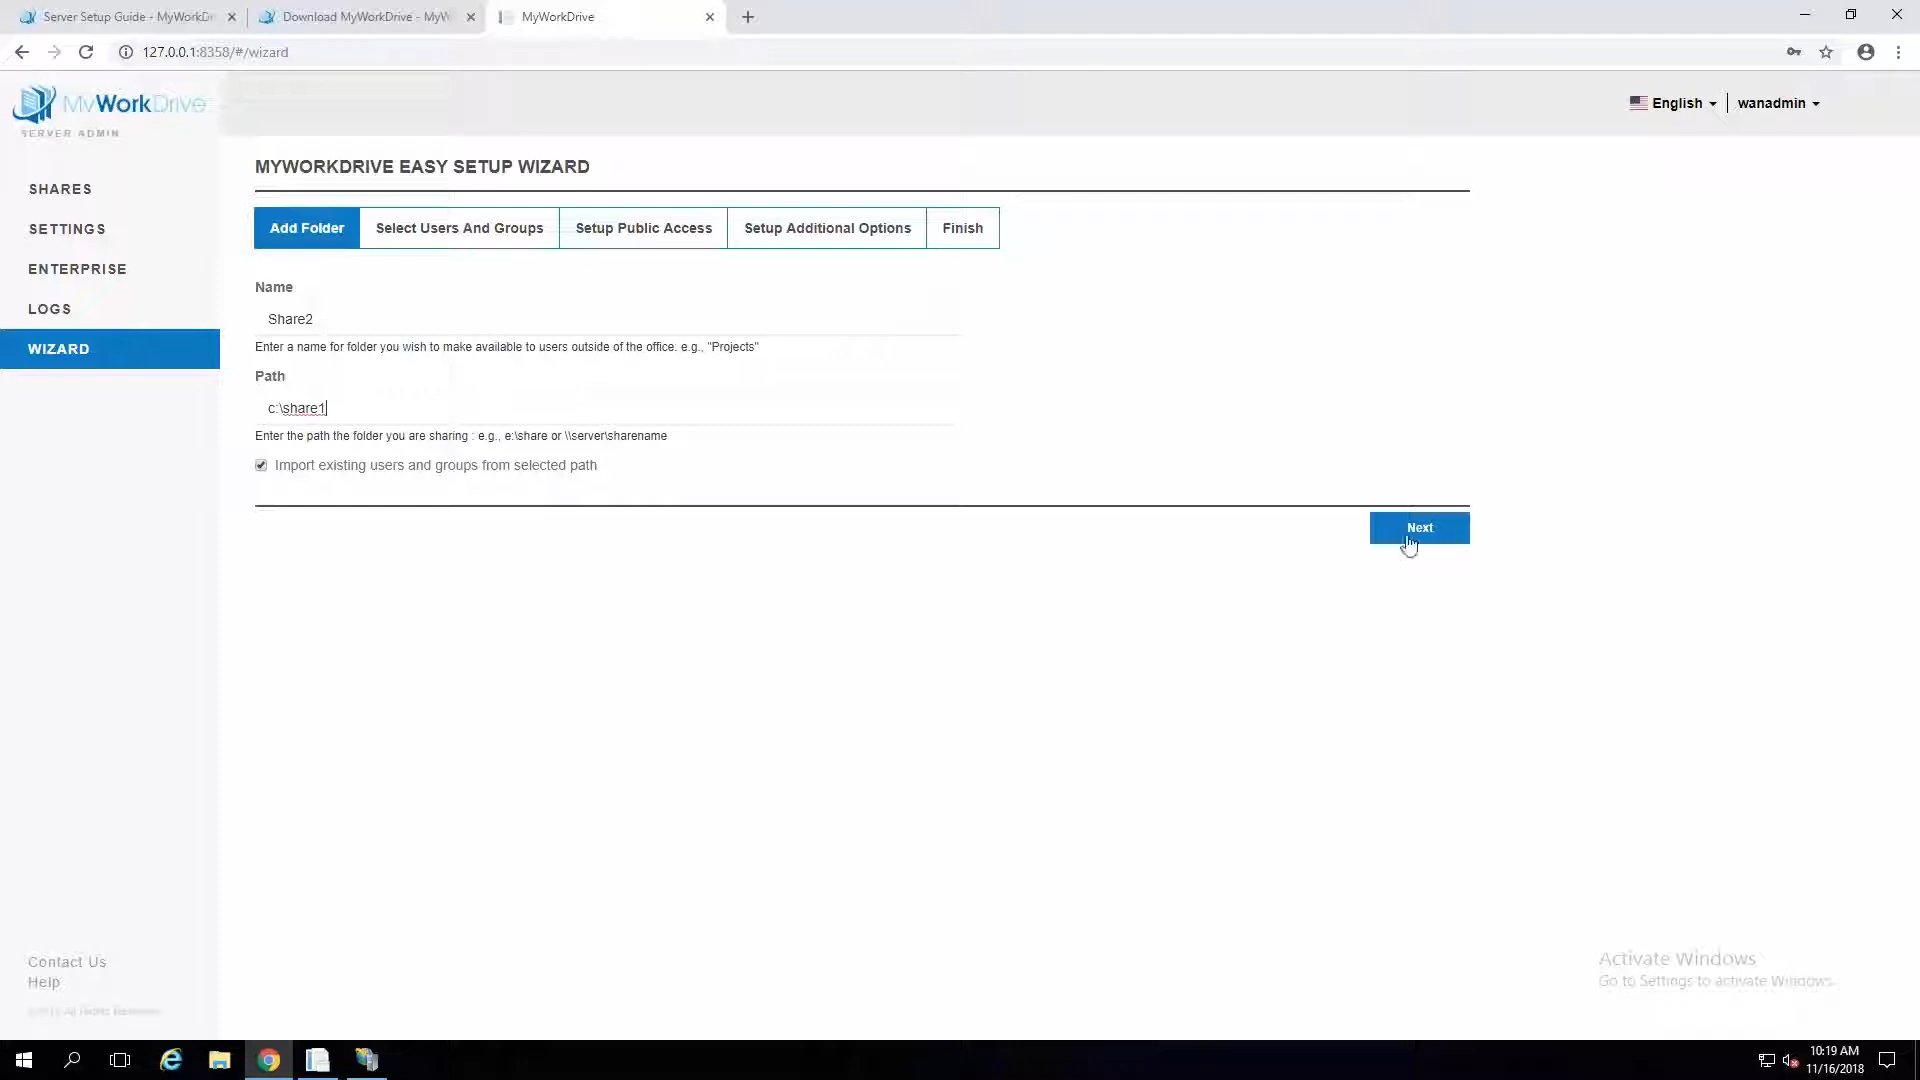 Server Setup Guide - MyWorkDr
Download MyWorkDrive - MyW
MyWorkDrive
127.0.0.1:8358/#/wizard
MyWorkDrive
SERVER ADMIN
English
wanadmin
SHARES
SETTINGS
ENTERPRISE
LOGS
WIZARD
MYWORKDRIVE EASY SETUP WIZARD
Add Folder
Select Users And Groups
Setup Public Access
Setup Additional Options
Finish
Name
Share2
Enter a name for folder you wish to make available to users outside of the office. e.g., "Projects"
Path
c:\share1
Enter the path the folder you are sharing : e.g., e:\share or \\server\sharename
Import existing users and groups from selected path
Next
Contact Us
Help
All Rights Reserved
Activate Windows
Go to Settings to activate Windows.
10:19 AM
11/16/2018